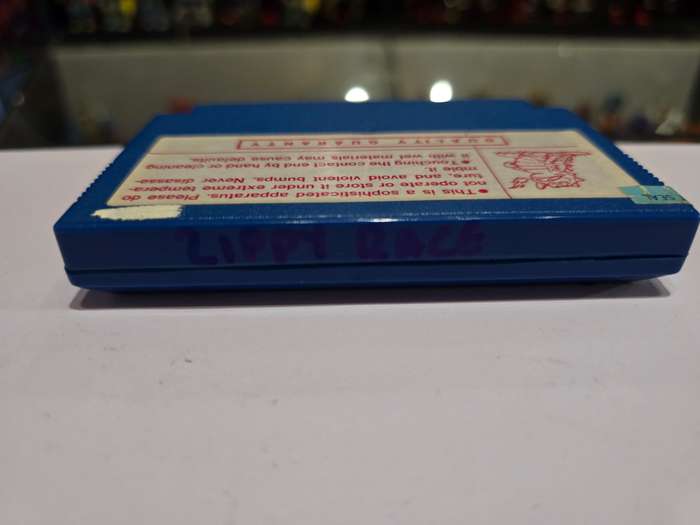 ● This is a sophisticated apparatus. Please do
not operate or store it under extreme tempera-
ture, and avoid violent bumps. Never disasse-
mble it.
● Touching the contact end by hand or cleaning
it with wet materials may cause defaults.
QUALITY GUARANTY
SEAL
ZIPPY RACE